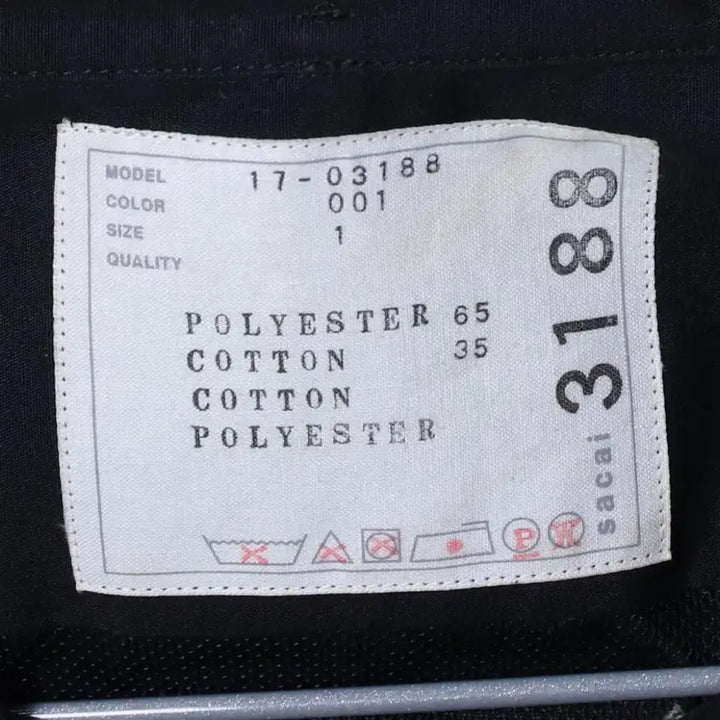 MODEL 17-03188
COLOR 001
SIZE 1
QUALITY
POLYESTER 65
COTTON 35
COTTON
POLYESTER
P
W
sacai 3188